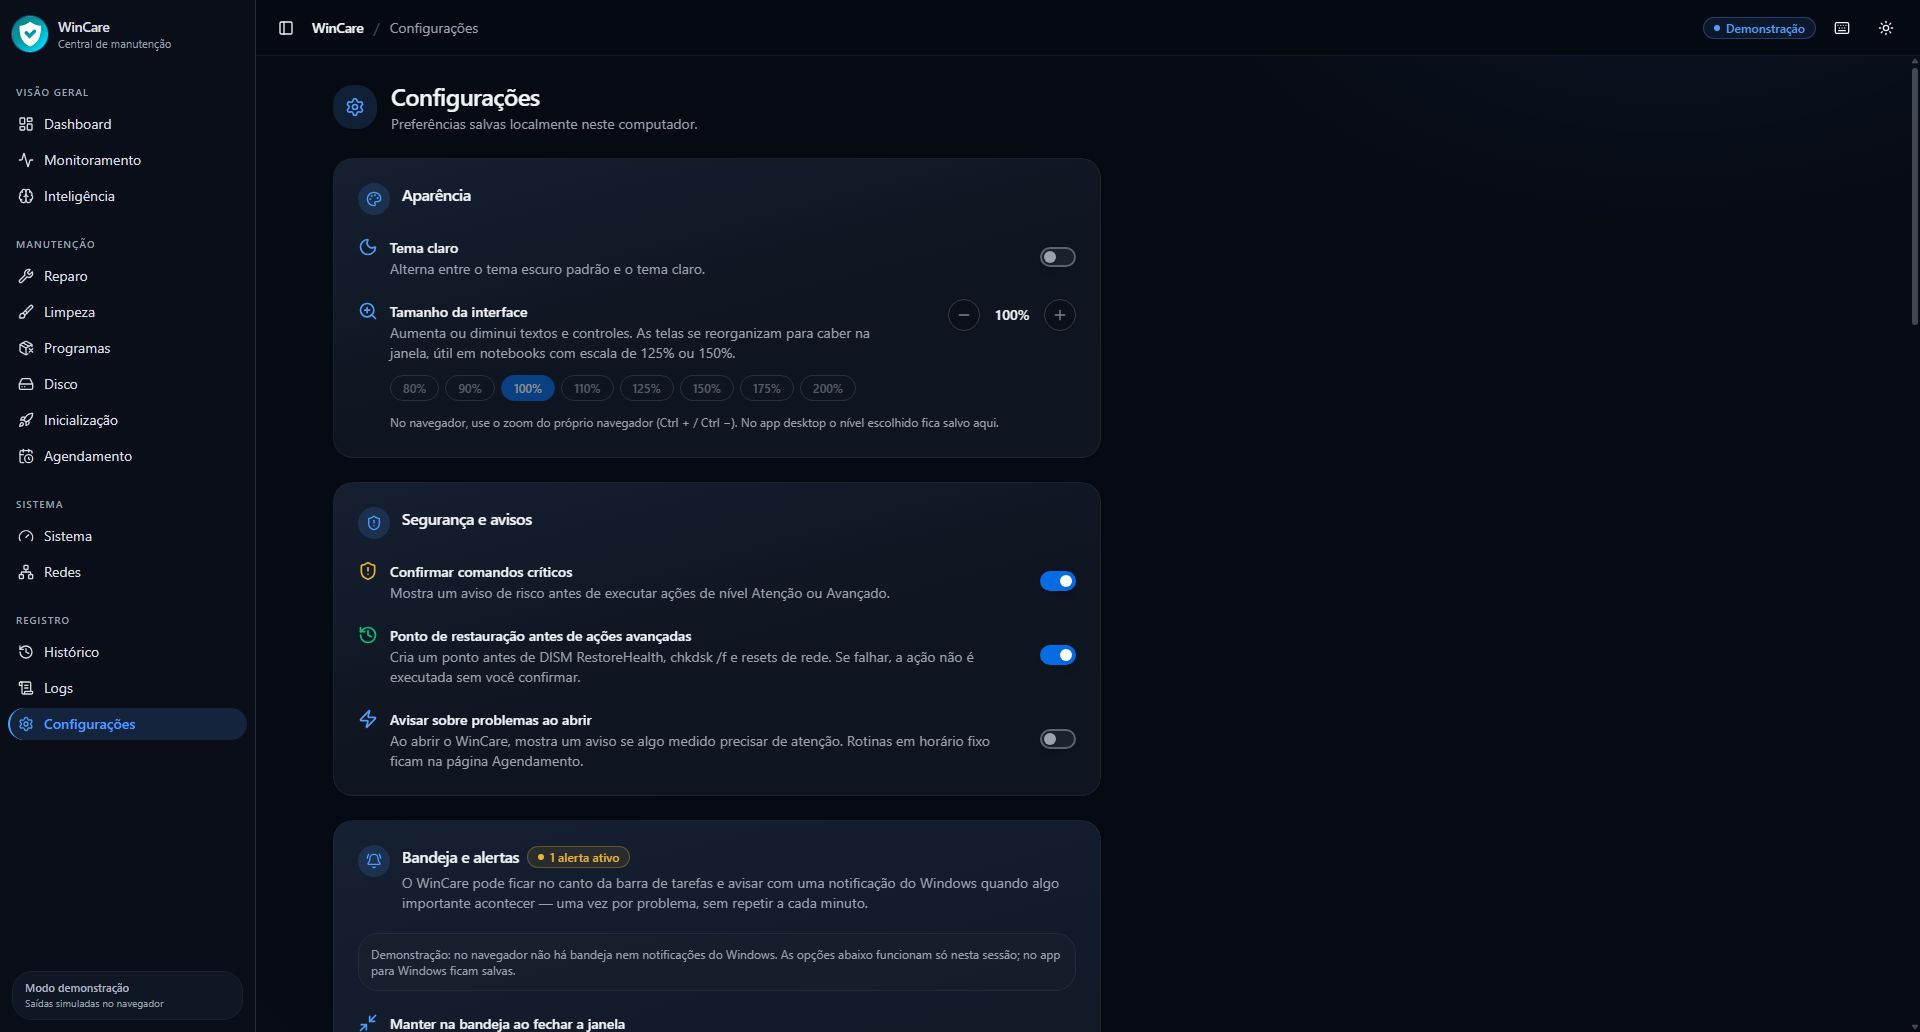 WinCare
Central de manutenção
VISÃO GERAL
Dashboard
Monitoramento
Inteligência
MANUTENÇÃO
Reparo
Limpeza
Programas
Disco
Inicialização
Agendamento
SISTEMA
Sistema
Redes
REGISTRO
Histórico
Logs
Configurações
Modo demonstração
Saídas simuladas no navegador
WinCare / Configurações
Demonstração
Configurações
Preferências salvas localmente neste computador.
Aparência
Tema claro
Alterna entre o tema escuro padrão e o tema claro.
Tamanho da interface
Aumenta ou diminui textos e controles. As telas se reorganizam para caber na
janela, útil em notebooks com escala de 125% ou 150%.
− 100% +
80% 90% 100% 110% 125% 150% 175% 200%
No navegador, use o zoom do próprio navegador (Ctrl + / Ctrl −). No app desktop o nível escolhido fica salvo aqui.
Segurança e avisos
Confirmar comandos críticos
Mostra um aviso de risco antes de executar ações de nível Atenção ou Avançado.
Ponto de restauração antes de ações avançadas
Cria um ponto antes de DISM RestoreHealth, chkdsk /f e resets de rede. Se falhar, a ação não é
executada sem você confirmar.
Avisar sobre problemas ao abrir
Ao abrir o WinCare, mostra um aviso se algo medido precisar de atenção. Rotinas em horário fixo
ficam na página Agendamento.
Bandeja e alertas
1 alerta ativo
O WinCare pode ficar no canto da barra de tarefas e avisar com uma notificação do Windows quando algo
importante acontecer — uma vez por problema, sem repetir a cada minuto.
Demonstração: no navegador não há bandeja nem notificações do Windows. As opções abaixo funcionam só nesta sessão; no app
para Windows ficam salvas.
Manter na bandeja ao fechar a janela